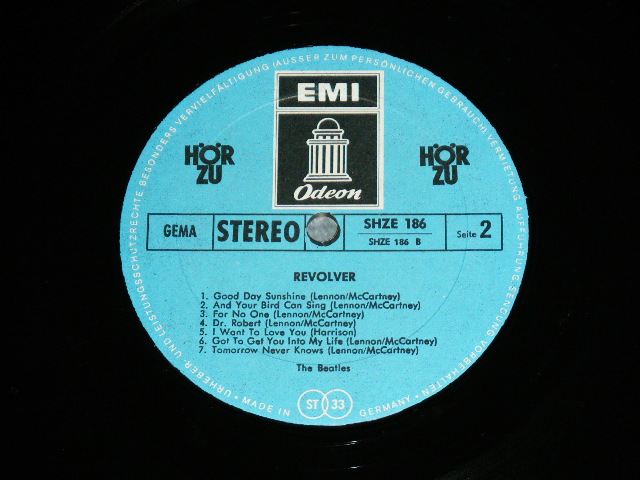 URHEBER- UND LEISTUNGSSCHUTZRECHTE BESONDERS VERVIELFÄLTIGUNG (AUSSER ZUM PERSÖNLICHEN GEBRAUCH) VERMIETUNG AUFFÜHRUNG SENDUNG VORBEHALTEN
EMI
HÖR ZU
HÖR ZU
Odeon
GEMA
STEREO
SHZE 186
SHZE 186 B
Seite 2
REVOLVER
1. Good Day Sunshine (Lennon/McCartney)
2. And Your Bird Can Sing (Lennon/McCartney)
3. For No One (Lennon/McCartney)
4. Dr. Robert (Lennon/McCartney)
5. I Want To Love You (Harrison)
6. Got To Get You Into My Life (Lennon/McCartney)
7. Tomorrow Never Knows (Lennon/McCartney)
The Beatles
• MADE IN GERMANY •
ST 33